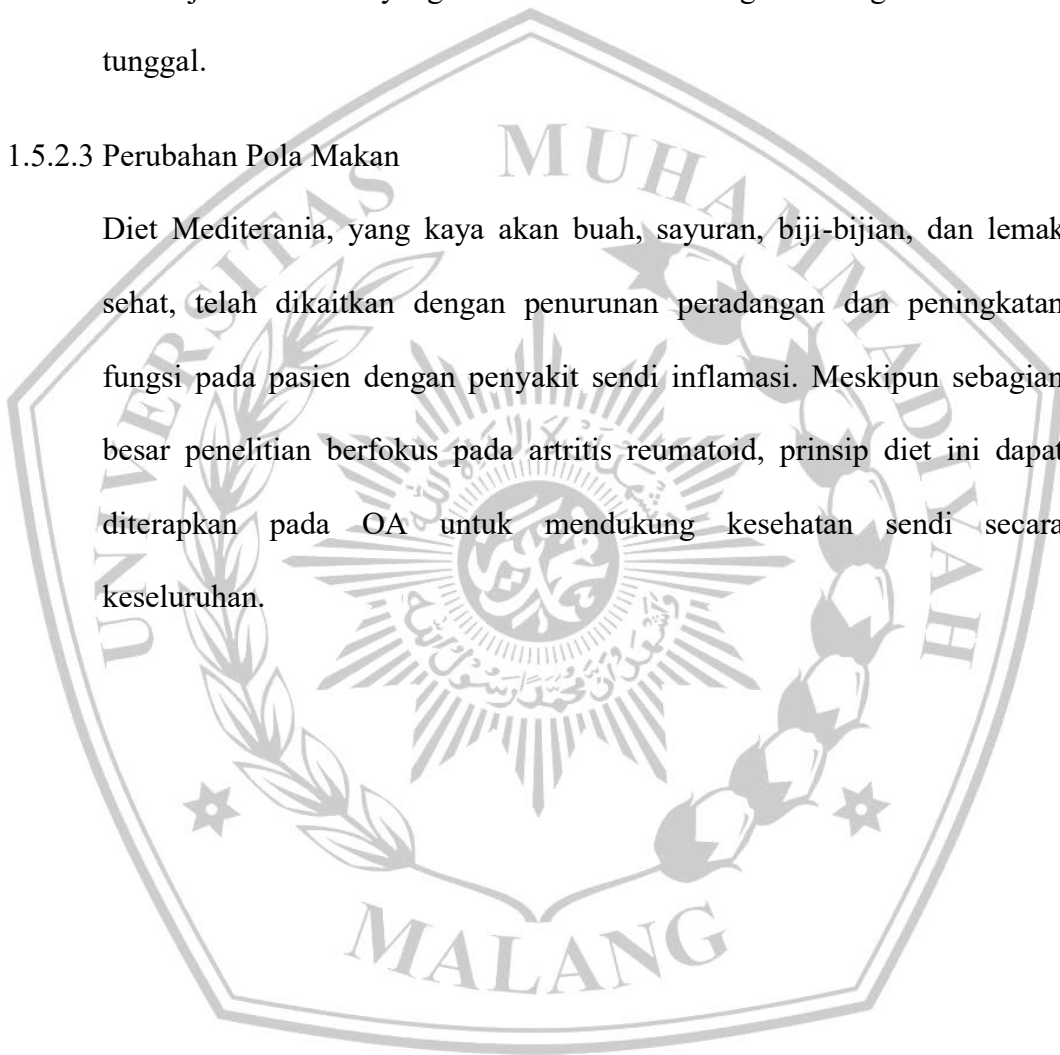 tunggal.
1.5.2.3 Perubahan Pola Makan
Diet Mediterania, yang kaya akan buah, sayuran, biji-bijian, dan lemak
sehat, telah dikaitkan dengan penurunan peradangan dan peningkatan
fungsi pada pasien dengan penyakit sendi inflamasi. Meskipun sebagian
besar penelitian berfokus pada artritis reumatoid, prinsip diet ini dapat
diterapkan pada OA untuk mendukung kesehatan sendi secara
keseluruhan.
UNIVERSITAS MUHAMMADIYAH
MALANG